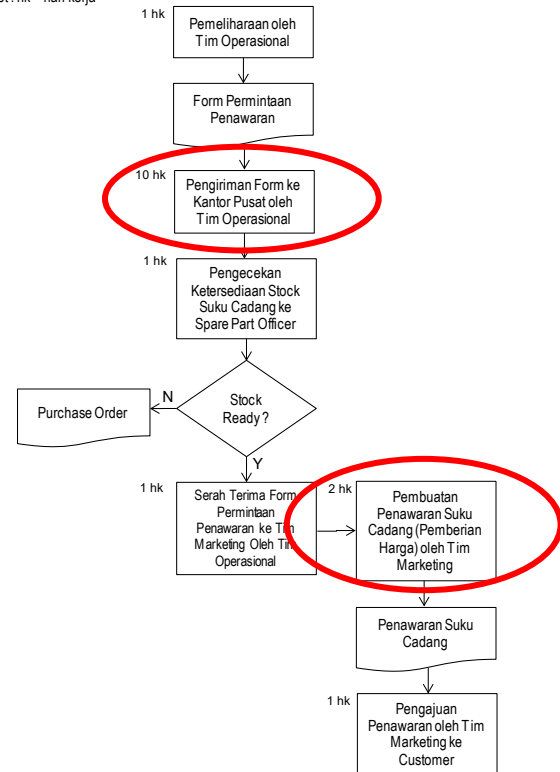 1 hk
Pemeliharaan oleh
Tim Operasional
Form Permintaan
Penawaran
10 hk
Pengiriman Form ke
Kantor Pusat oleh
Tim Operasional
1 hk
Pengecekan
Ketersediaan Stock
Suku Cadang ke
Spare Part Officer
Stock
Ready?
N
Purchase Order
Y
1 hk
Serah Terima Form
Permintaan
Penawaran ke Tim
Marketing Oleh Tim
Operasional
2 hk
Pembuatan
Penawaran Suku
Cadang (Pemberian
Harga) oleh Tim
Marketing
Penawaran Suku
Cadang
1 hk
Pengajuan
Penawaran oleh Tim
Marketing ke
Customer